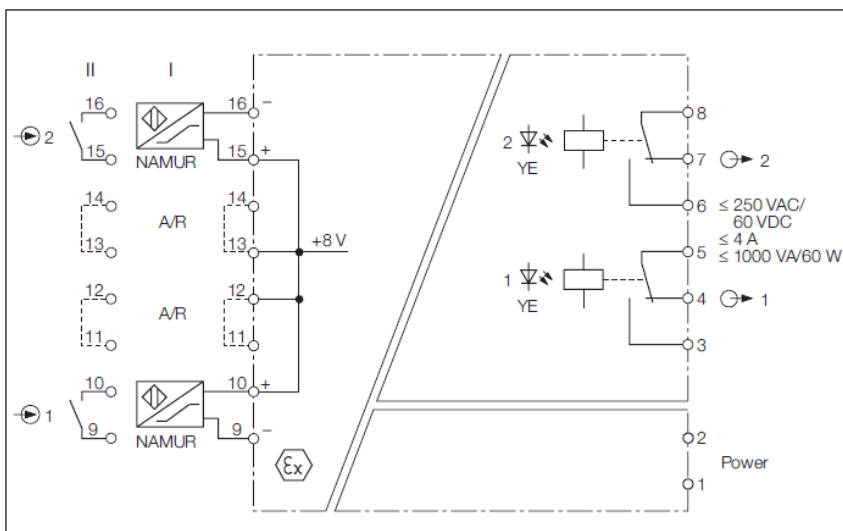 II I
16 16 −
2
15 15 +
NAMUR
14 14
A/R
13 13
+8 V
12 12
A/R
11 11
10 10 +
1
9 9 −
NAMUR
Ex
8
2
YE
7 2
6 ≤ 250 VAC/
60 VDC
5 ≤ 4 A
≤ 1000 VA/60 W
1
YE
4 1
3
2
Power
1